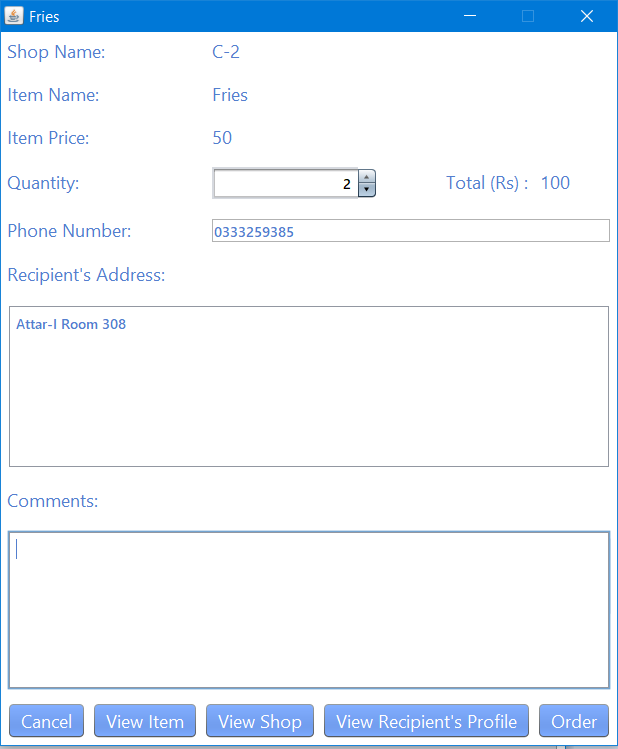 Fries
Shop Name: C-2
Item Name: Fries
Item Price: 50
Quantity: 2 Total (Rs) : 100
Phone Number: 0333259385
Recipient's Address:
Attar-I Room 308
Comments:
Cancel View Item View Shop View Recipient's Profile Order